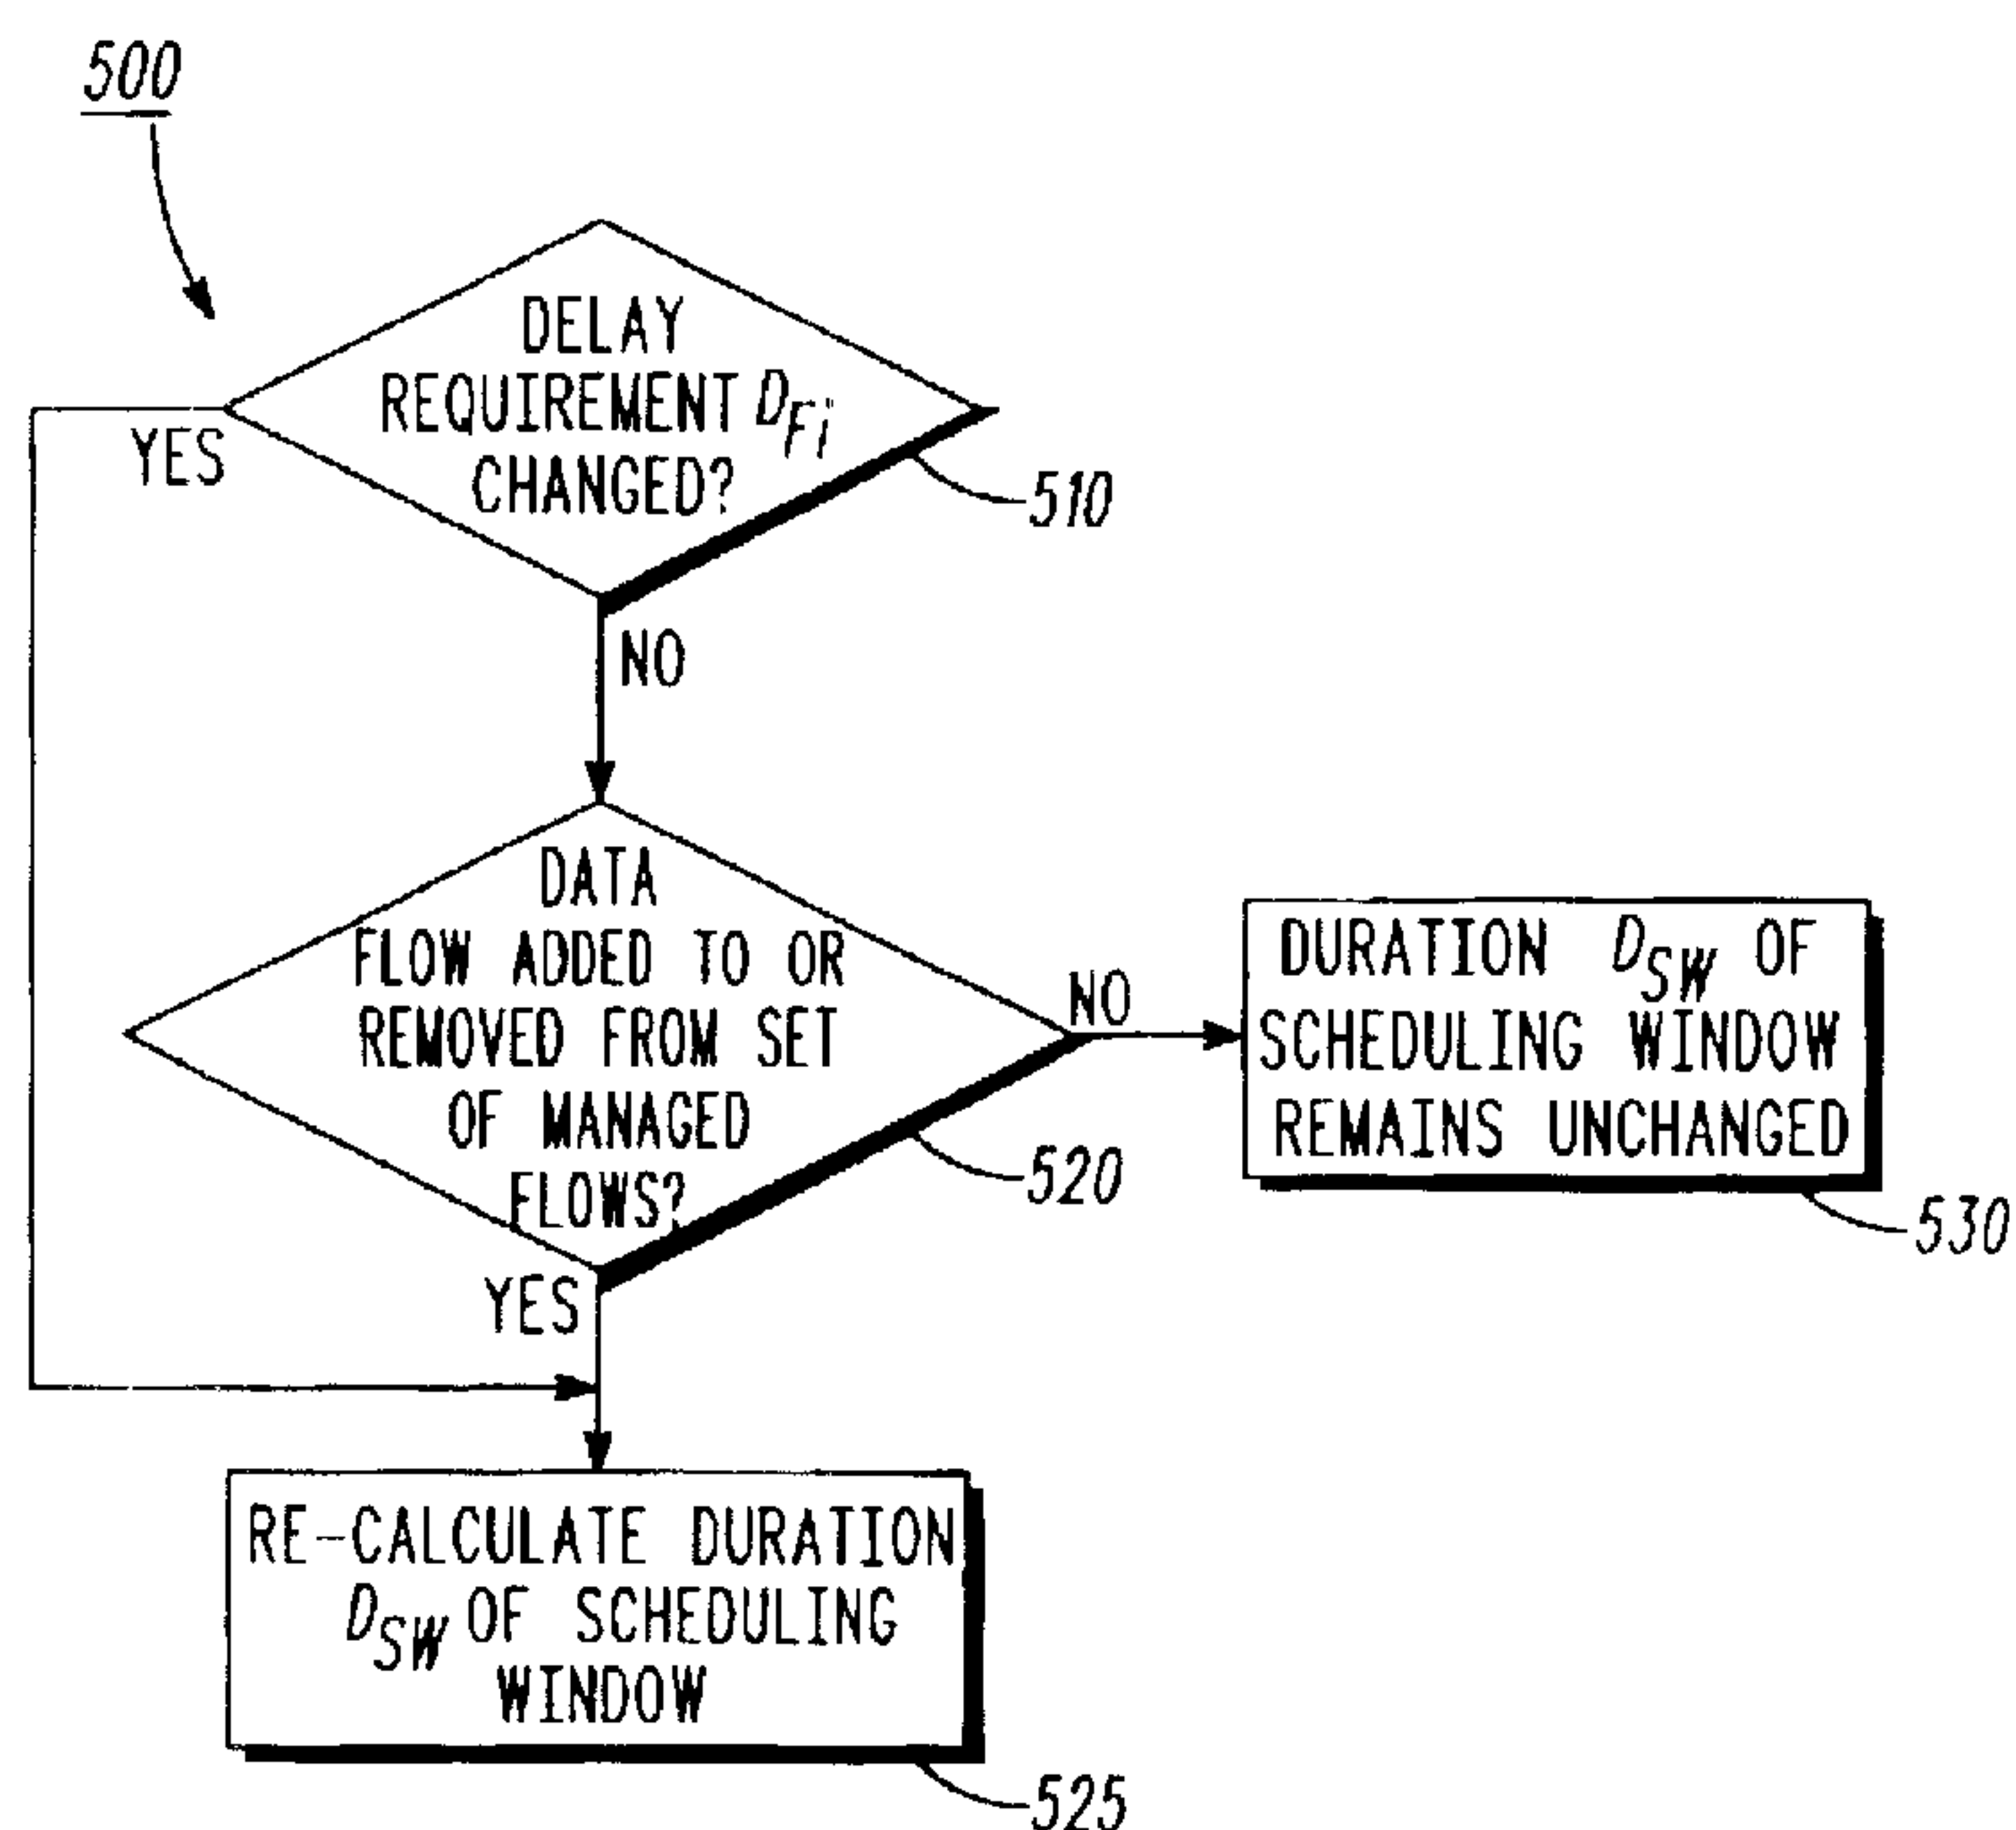 500
DELAY
REQUIREMENT D_Fi
CHANGED?
YES
510
NO
DATA
FLOW ADDED TO OR
REMOVED FROM SET
OF MANAGED
FLOWS?
NO
DURATION D_SW OF
SCHEDULING WINDOW
REMAINS UNCHANGED
520
530
YES
RE-CALCULATE DURATION
D_SW OF SCHEDULING
WINDOW
525